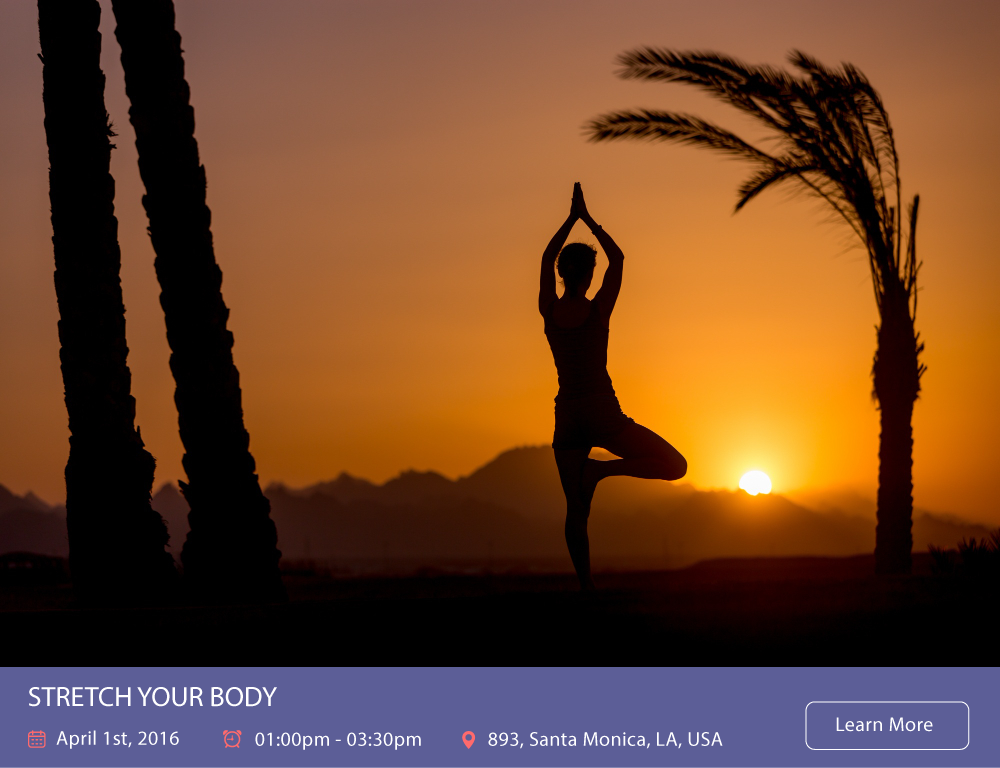 STRETCH YOUR BODY
April 1st, 2016
01:00pm - 03:30pm
893, Santa Monica, LA, USA
Learn More